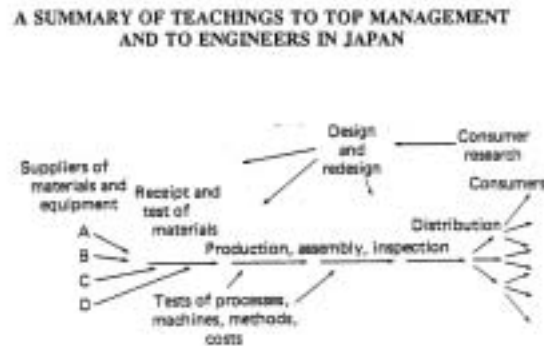 A SUMMARY OF TEACHINGS TO TOP MANAGEMENT
AND TO ENGINEERS IN JAPAN
Design
and
redesign
Consumer
research
Suppliers of
materials and
equipment
Receipt and
test of
materials
Consumers
Distribution
Production, assembly, inspection
A
B
C
D
Tests of processes,
machines, methods,
costs